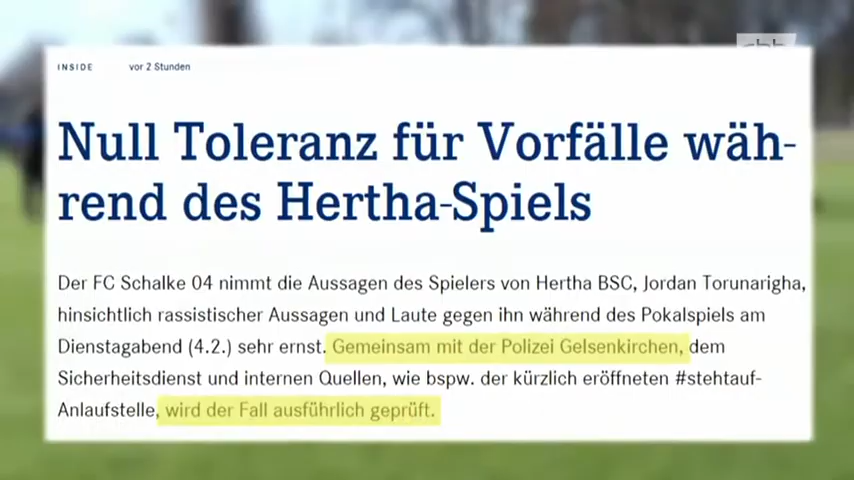 INSIDE vor 2 Stunden
Null Toleranz für Vorfälle wäh-
rend des Hertha-Spiels
Der FC Schalke 04 nimmt die Aussagen des Spielers von Hertha BSC, Jordan Torunarigha,
hinsichtlich rassistischer Aussagen und Laute gegen ihn während des Pokalspiels am
Dienstagabend (4.2.) sehr ernst. Gemeinsam mit der Polizei Gelsenkirchen, dem
Sicherheitsdienst und internen Quellen, wie bspw. der kürzlich eröffneten #stehtauf-
Anlaufstelle, wird der Fall ausführlich geprüft.